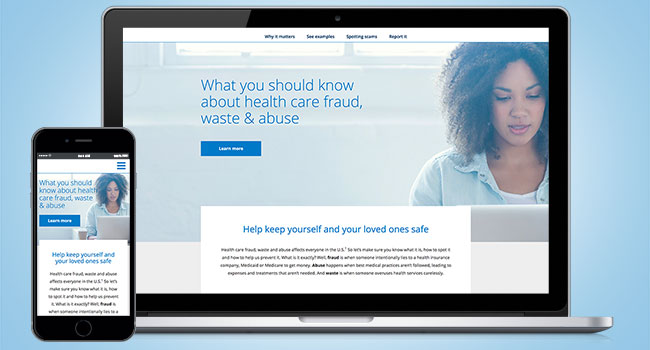 Why it matters See examples Spotting scams Report it
What you should know
about health care fraud,
waste & abuse
Learn more
Help keep yourself and your loved ones safe
Health care fraud, waste and abuse affects everyone in the U.S.¹ So let's make sure you know what it is, how to spot it
and how to help us prevent it. What is it exactly? Well, fraud is when someone intentionally lies to a health insurance
company, Medicaid or Medicare to get money. Abuse happens when best medical practices aren't followed, leading to
expenses and treatments that aren't needed. And waste is when someone overuses health services carelessly.
What you should
know about health
care fraud, waste
& abuse
Learn more
Help keep yourself and
your loved ones safe
Health care fraud, waste and abuse
affects everyone in the U.S.¹ So let's
make sure you know what it is, how
to spot it and how to help us prevent
it. What is it exactly? Well, fraud is
when someone intentionally lies to a